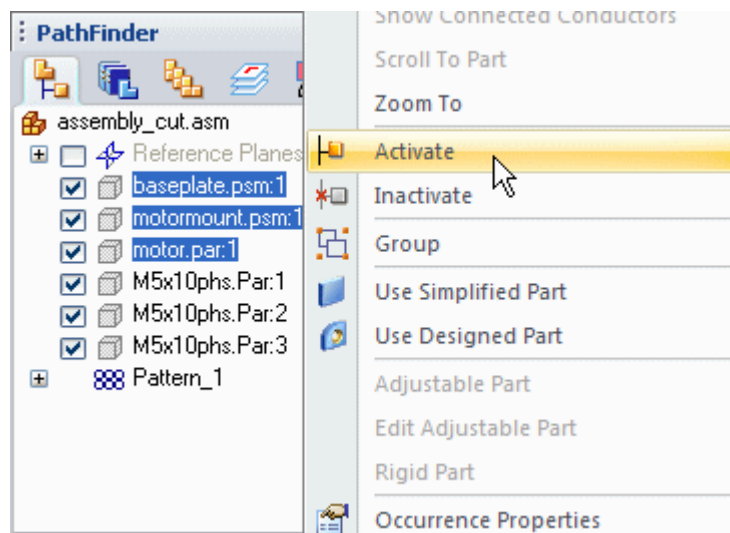 PathFinder
assembly_cut.asm
Reference Planes
baseplate.psm:1
motormount.psm:1
motor.par:1
M5x10phs.Par:1
M5x10phs.Par:2
M5x10phs.Par:3
Pattern_1
Show Connected Conductors
Scroll To Part
Zoom To
Activate
Inactivate
Group
Use Simplified Part
Use Designed Part
Adjustable Part
Edit Adjustable Part
Rigid Part
Occurrence Properties